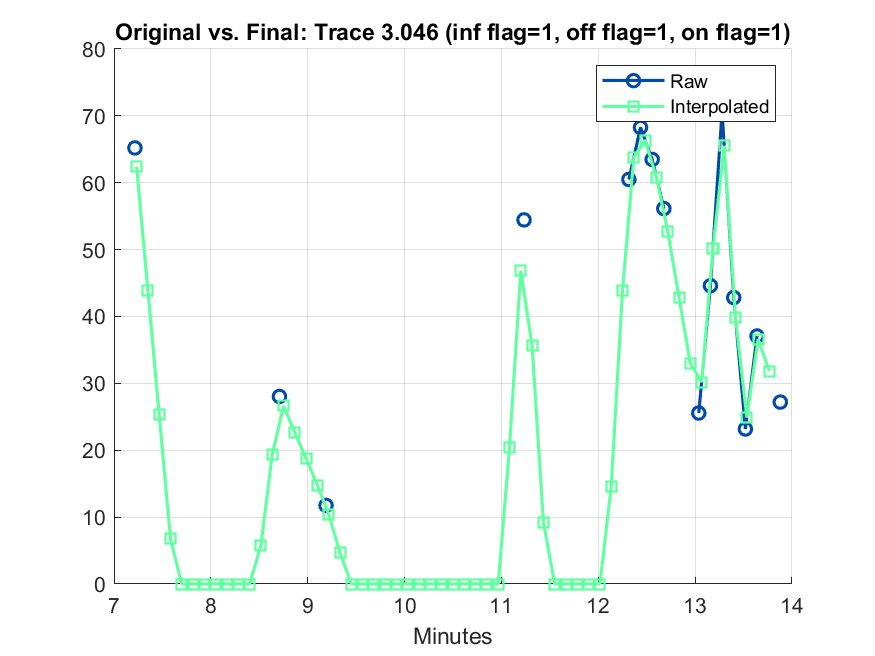 Original vs. Final: Trace 3.046 (inf flag=1, off flag=1, on flag=1)
80
70
60
50
40
30
20
10
0
Raw
Interpolated
7 8 9 10 11 12 13 14
Minutes